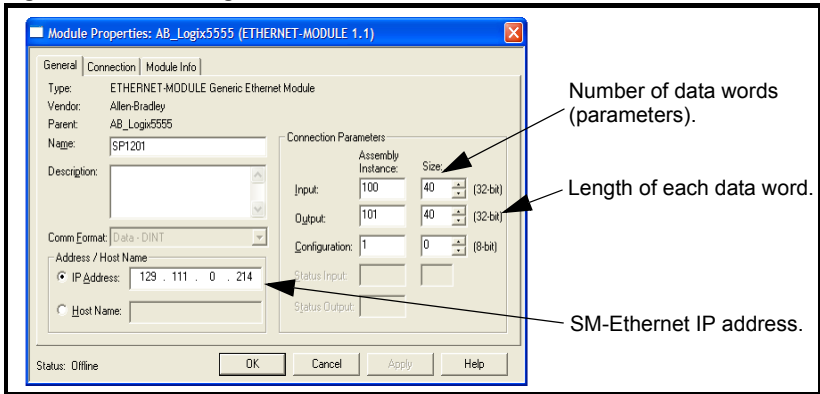 Module Properties: AB_Logix5555 (ETHERNET-MODULE 1.1)
General Connection Module Info
Type: ETHERNET-MODULE Generic Ethernet Module
Vendor: Allen-Bradley
Parent: AB_Logix5555
Name: SP1201
Description:
Comm Format: Data - DINT
Address / Host Name
IP Address: 129 . 111 . 0 . 214
Host Name:
Connection Parameters
Assembly Instance: Size:
Input: 100 40 (32-bit)
Output: 101 40 (32-bit)
Configuration: 1 0 (8-bit)
Status Input:
Status Output:
Status: Offline OK Cancel Apply Help
Number of data words
(parameters).
Length of each data word.
SM-Ethernet IP address.